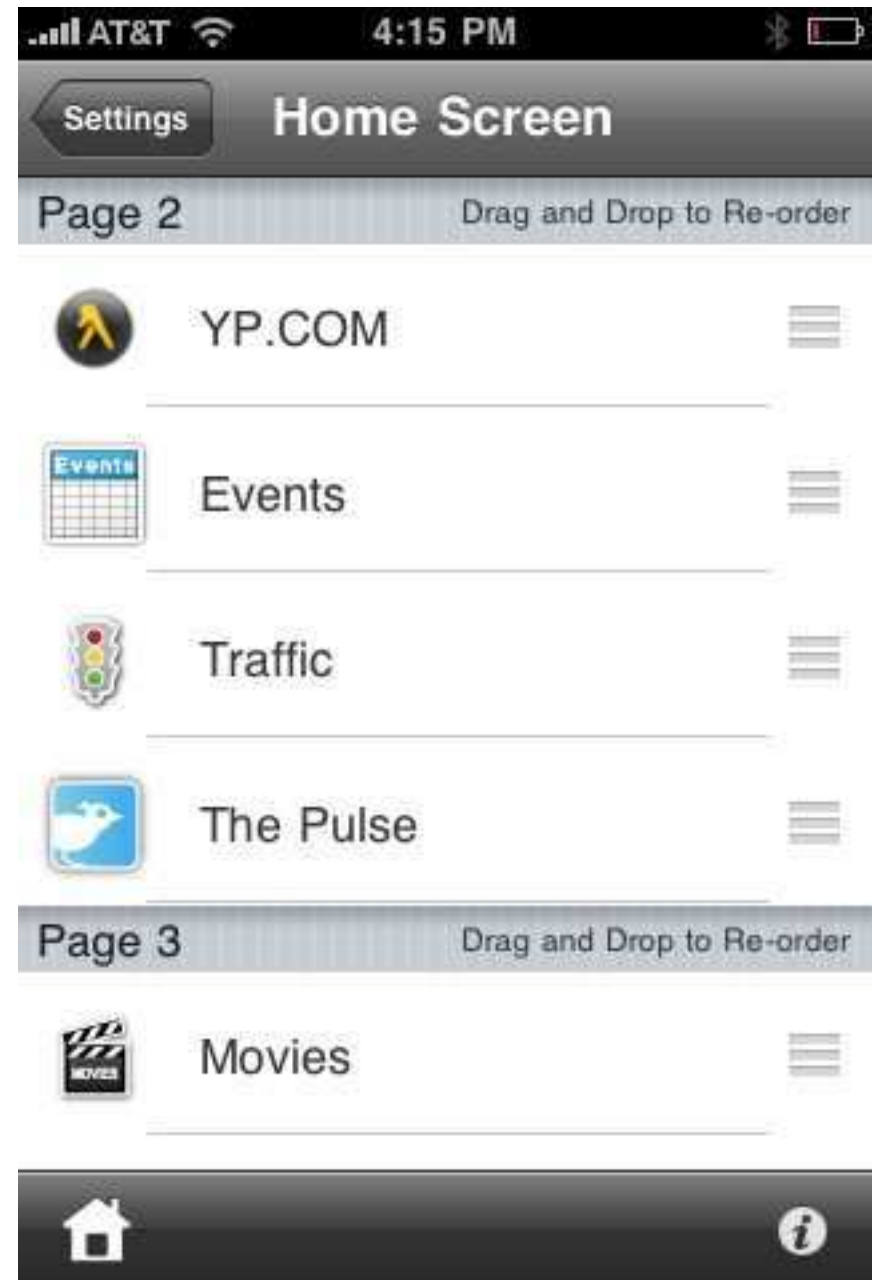 AT&T 4:15 PM
Settings Home Screen
Page 2 Drag and Drop to Re-order
YP.COM
Events
Events
Traffic
The Pulse
Page 3 Drag and Drop to Re-order
MOVIES
Movies
i